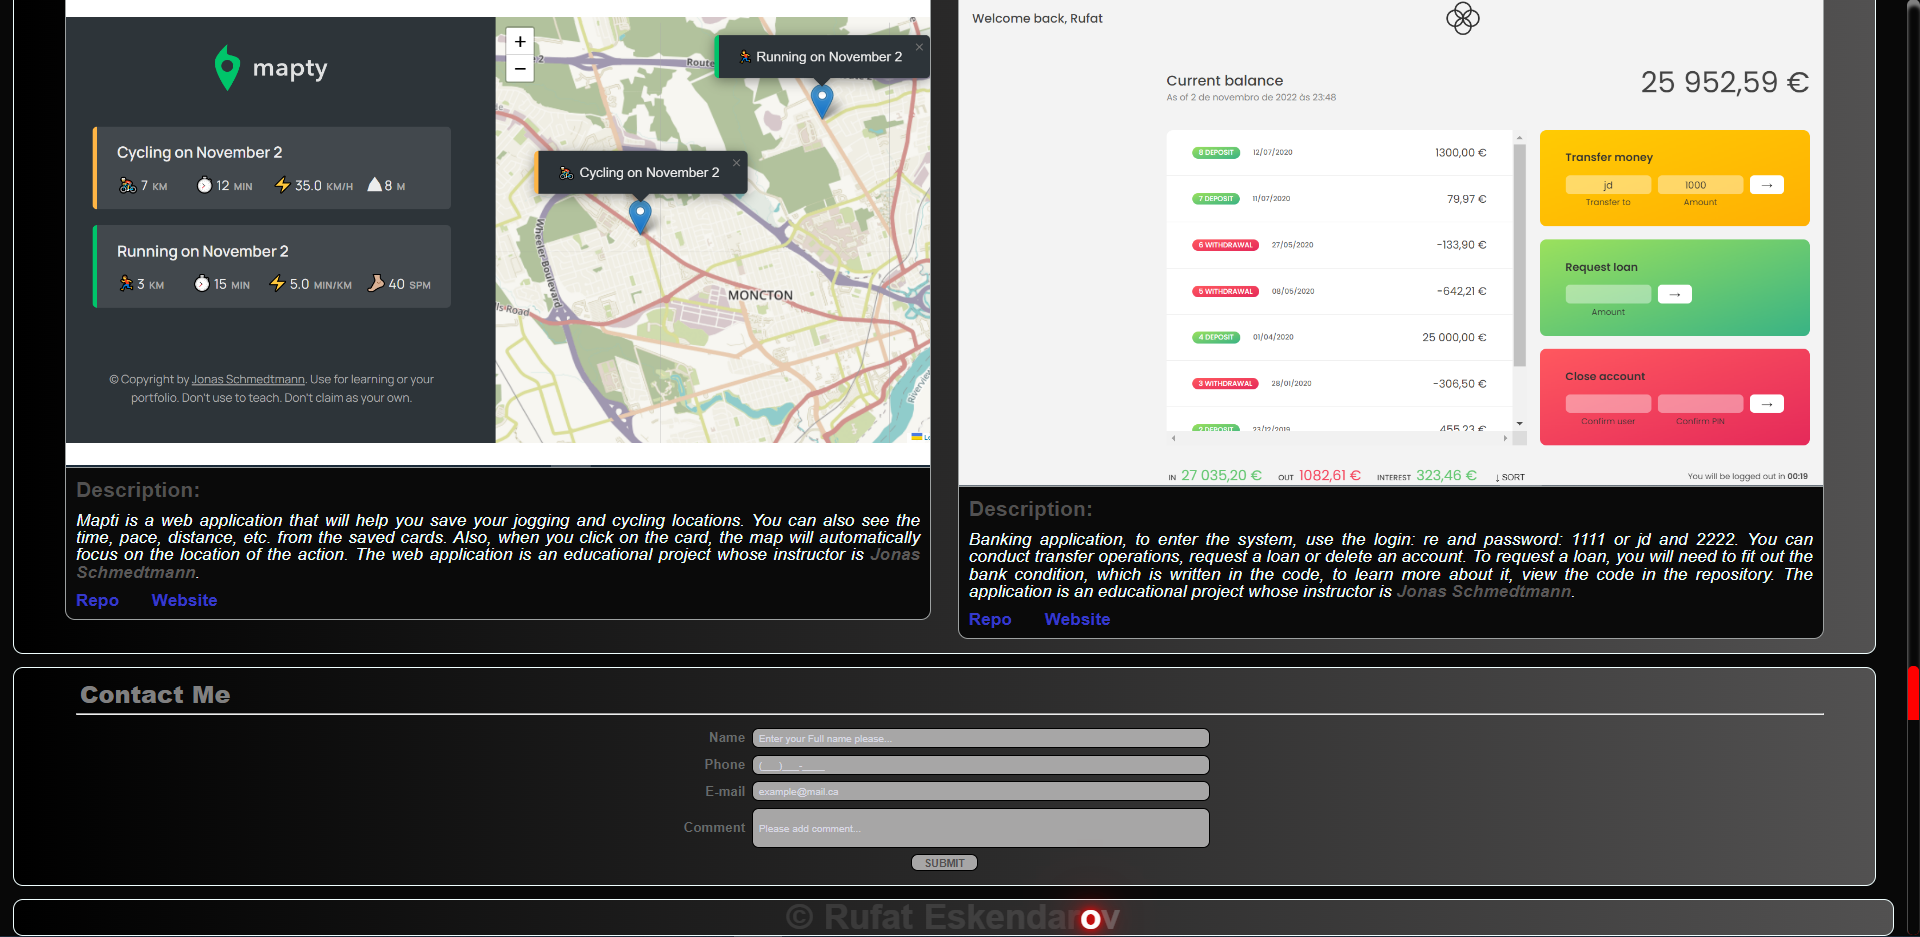 mapty
Cycling on November 2
7 KM 12 MIN 35.0 KM/H 8 M
Running on November 2
3 KM 15 MIN 5.0 MIN/KM 40 SPM
© Copyright by Jonas Schmedtmann. Use for learning or your
portfolio. Don't use to teach. Don't claim as your own.
+
−
Route
2
Running on November 2 ×
Cycling on November 2 ×
Wheeler Boulevard
MONCTON
ls Road
Riverview
Description:
Mapti is a web application that will help you save your jogging and cycling locations. You can also see the
time, pace, distance, etc. from the saved cards. Also, when you click on the card, the map will automatically
focus on the location of the action. The web application is an educational project whose instructor is Jonas
Schmedtmann.
Repo Website
Welcome back, Rufat
Current balance
As of 2 de novembro de 2022 às 23:48
25 952,59 €
8 DEPOSIT 12/07/2020 1300,00 €
7 DEPOSIT 11/07/2020 79,97 €
6 WITHDRAWAL 27/05/2020 -133,90 €
5 WITHDRAWAL 08/05/2020 -642,21 €
4 DEPOSIT 01/04/2020 25 000,00 €
3 WITHDRAWAL 28/01/2020 -306,50 €
2 DEPOSIT 23/12/2019 455,23 €
Transfer money
jd 1000 →
Transfer to Amount
Request loan
→
Amount
Close account
→
Confirm user Confirm PIN
IN 27 035,20 € OUT 1082,61 € INTEREST 323,46 € ↓ SORT
You will be logged out in 00:19
Description:
Banking application, to enter the system, use the login: re and password: 1111 or jd and 2222. You can
conduct transfer operations, request a loan or delete an account. To request a loan, you will need to fit out the
bank condition, which is written in the code, to learn more about it, view the code in the repository. The
application is an educational project whose instructor is Jonas Schmedtmann.
Repo Website
Contact Me
Name Enter your Full name please...
Phone (___)___-____
E-mail example@mail.ca
Comment Please add comment...
SUBMIT
© Rufat Eskendarov